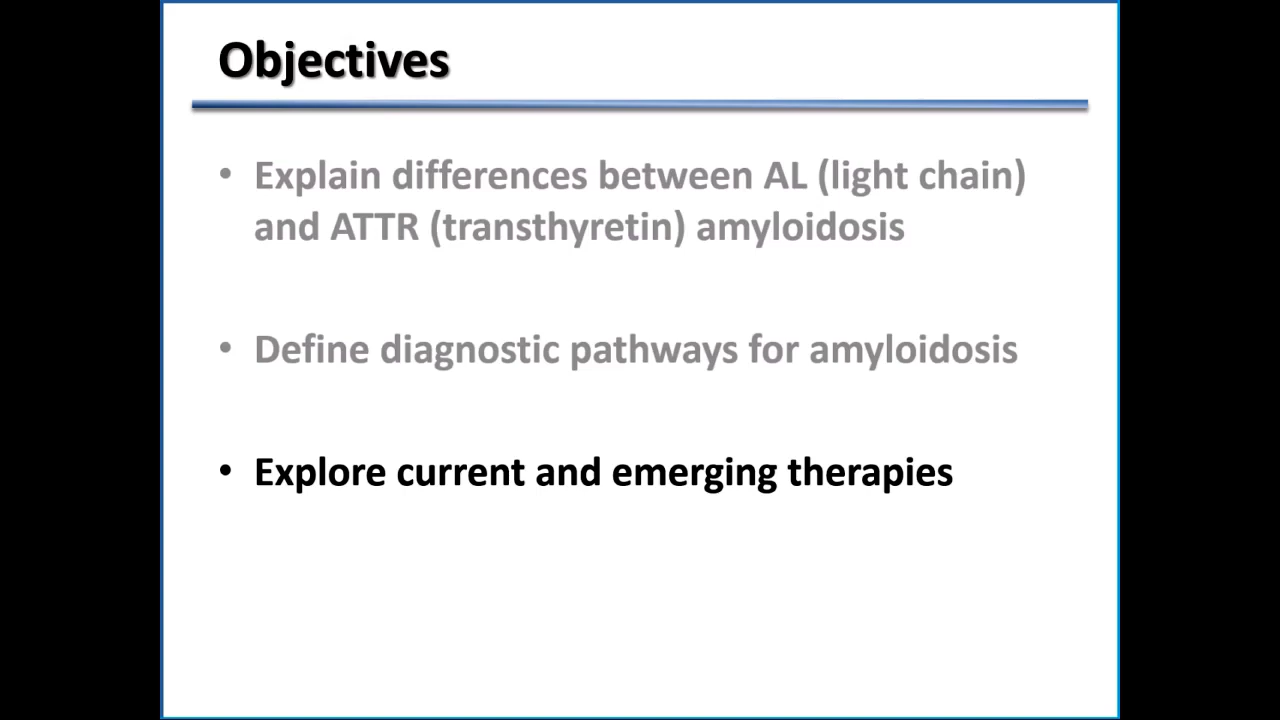 Objectives
• Explain differences between AL (light chain)
and ATTR (transthyretin) amyloidosis
• Define diagnostic pathways for amyloidosis
• Explore current and emerging therapies